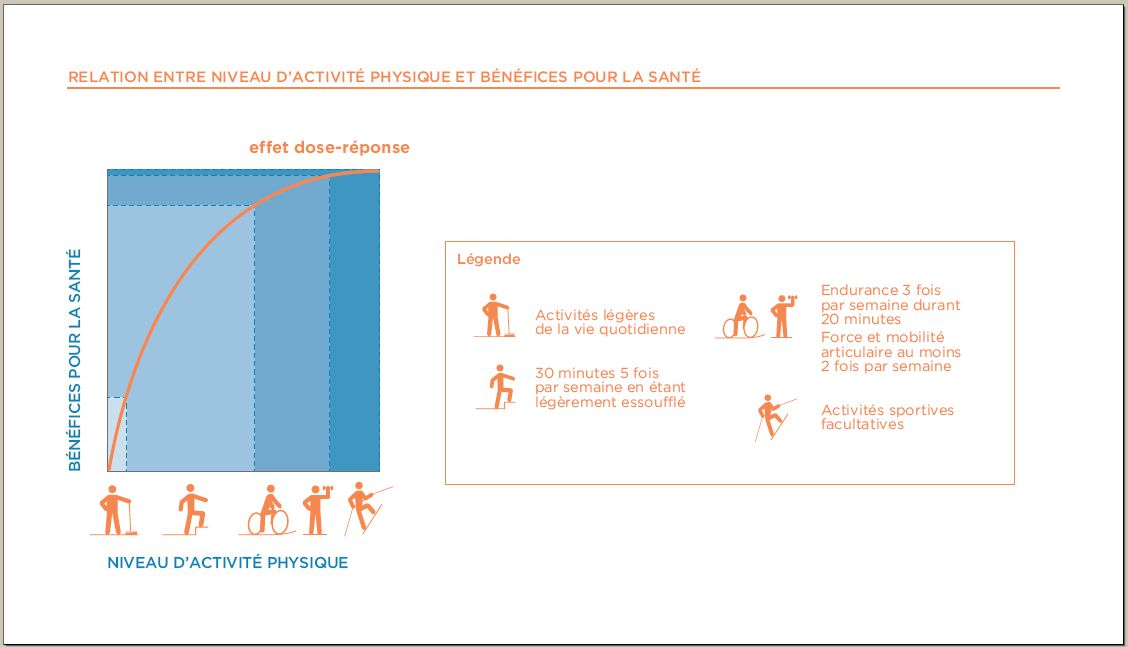 RELATION ENTRE NIVEAU D'ACTIVITÉ PHYSIQUE ET BÉNÉFICES POUR LA SANTÉ
effet dose-réponse
BÉNÉFICES POUR LA SANTÉ
NIVEAU D'ACTIVITÉ PHYSIQUE
Légende
Activités légères
de la vie quotidienne
30 minutes 5 fois
par semaine en étant
légèrement essoufflé
Endurance 3 fois
par semaine durant
20 minutes
Force et mobilité
articulaire au moins
2 fois par semaine
Activités sportives
facultatives